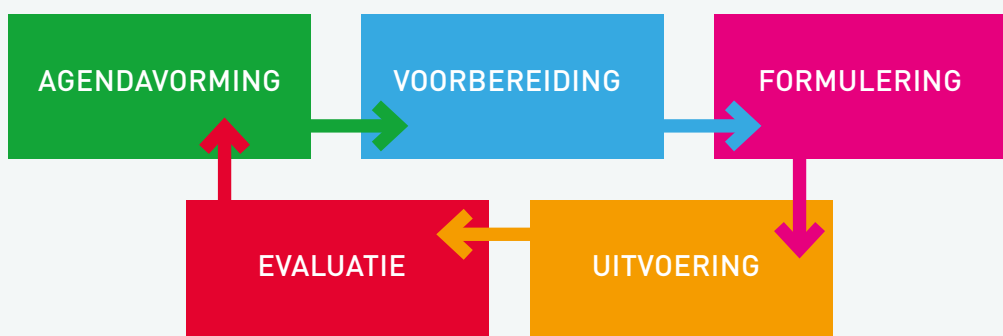 AGENDAVORMING
VOORBEREIDING
FORMULERING
EVALUATIE
UITVOERING